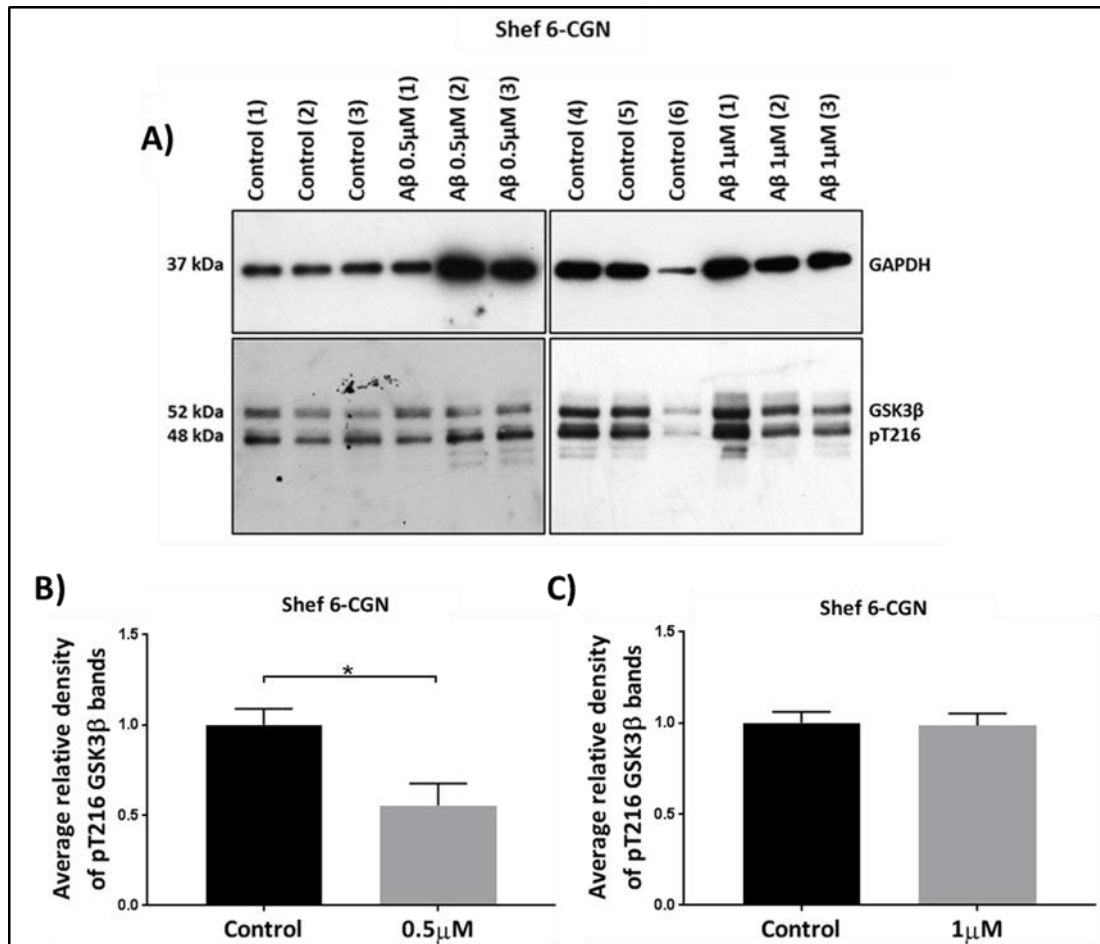 Shef 6-CGN
A)
Control (1)
Control (2)
Control (3)
Aβ 0.5µM (1)
Aβ 0.5µM (2)
Aβ 0.5µM (3)
Control (4)
Control (5)
Control (6)
Aβ 1µM (1)
Aβ 1µM (2)
Aβ 1µM (3)
37 kDa
GAPDH
52 kDa
48 kDa
GSK3β
pT216
B)
Shef 6-CGN
Average relative density
of pT216 GSK3β bands
1.5
1.0
0.5
0.0
*
Control
0.5µM
C)
Shef 6-CGN
Average relative density
of pT216 GSK3β bands
1.5
1.0
0.5
0.0
Control
1µM